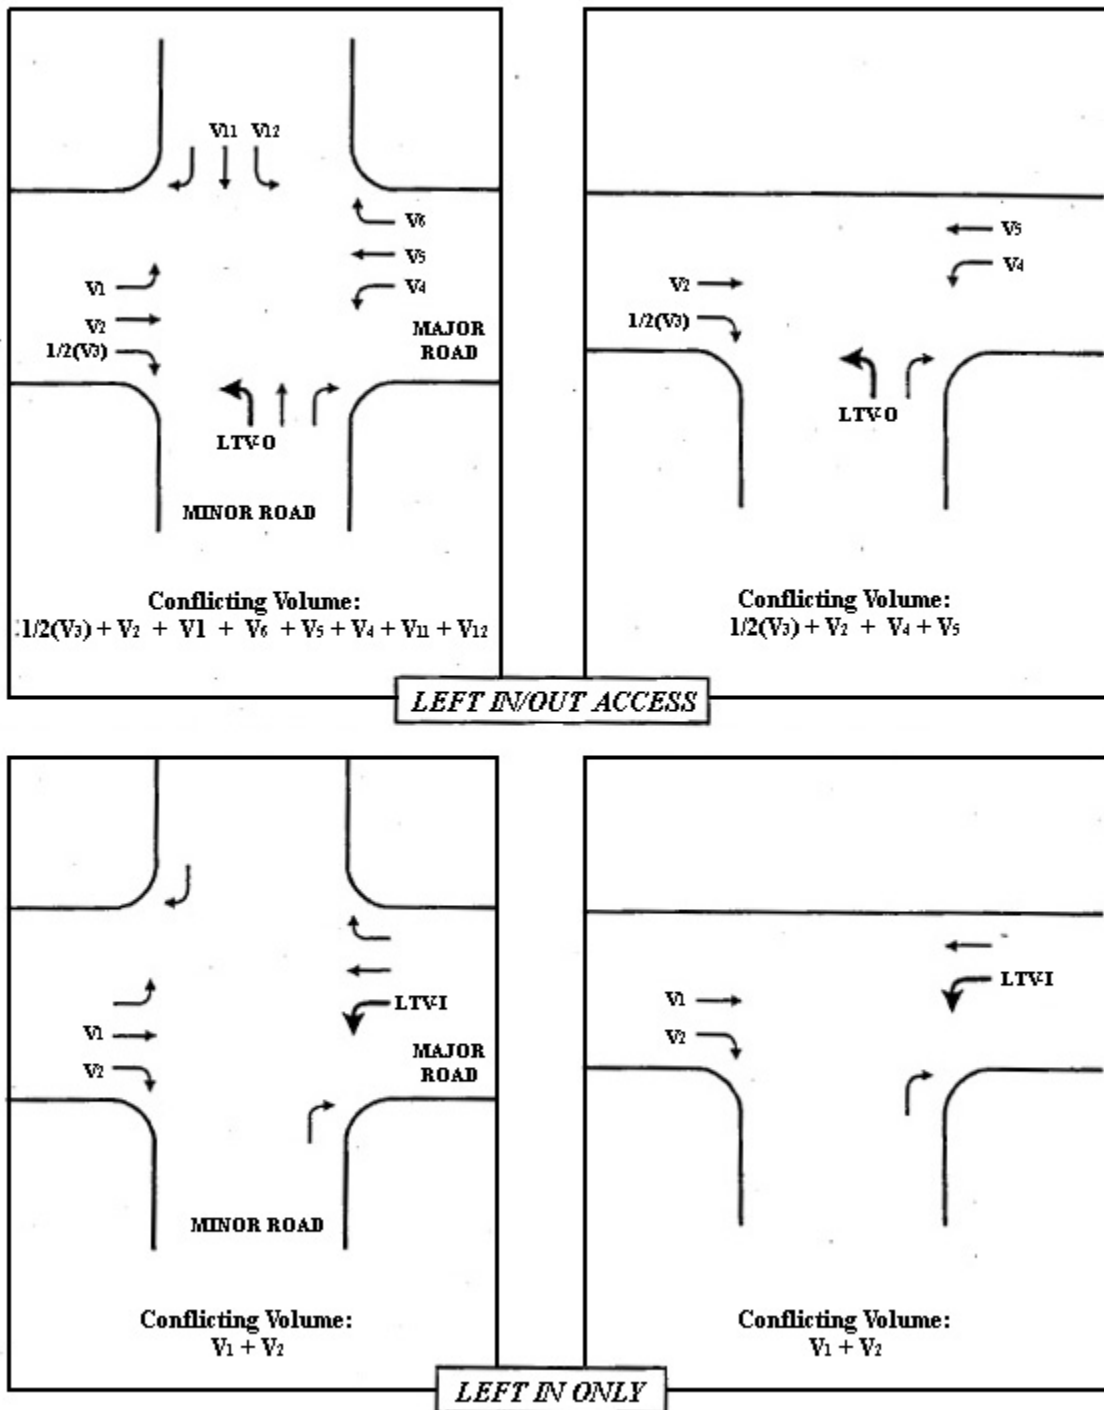 V11 V12
V6
V5
V1
V4
V2
MAJOR
ROAD
1/2(V3)
LTV-O
MINOR ROAD
Conflicting Volume:
1/2(V3) + V2 + V1 + V6 + V5 + V4 + V11 + V12
V5
V4
V2
1/2(V3)
LTV-O
Conflicting Volume:
1/2(V3) + V2 + V4 + V5
LEFT IN/OUT ACCESS
LTV-I
V1
MAJOR
ROAD
V2
MINOR ROAD
Conflicting Volume:
V1 + V2
LTV-I
V1
V2
Conflicting Volume:
V1 + V2
LEFT IN ONLY